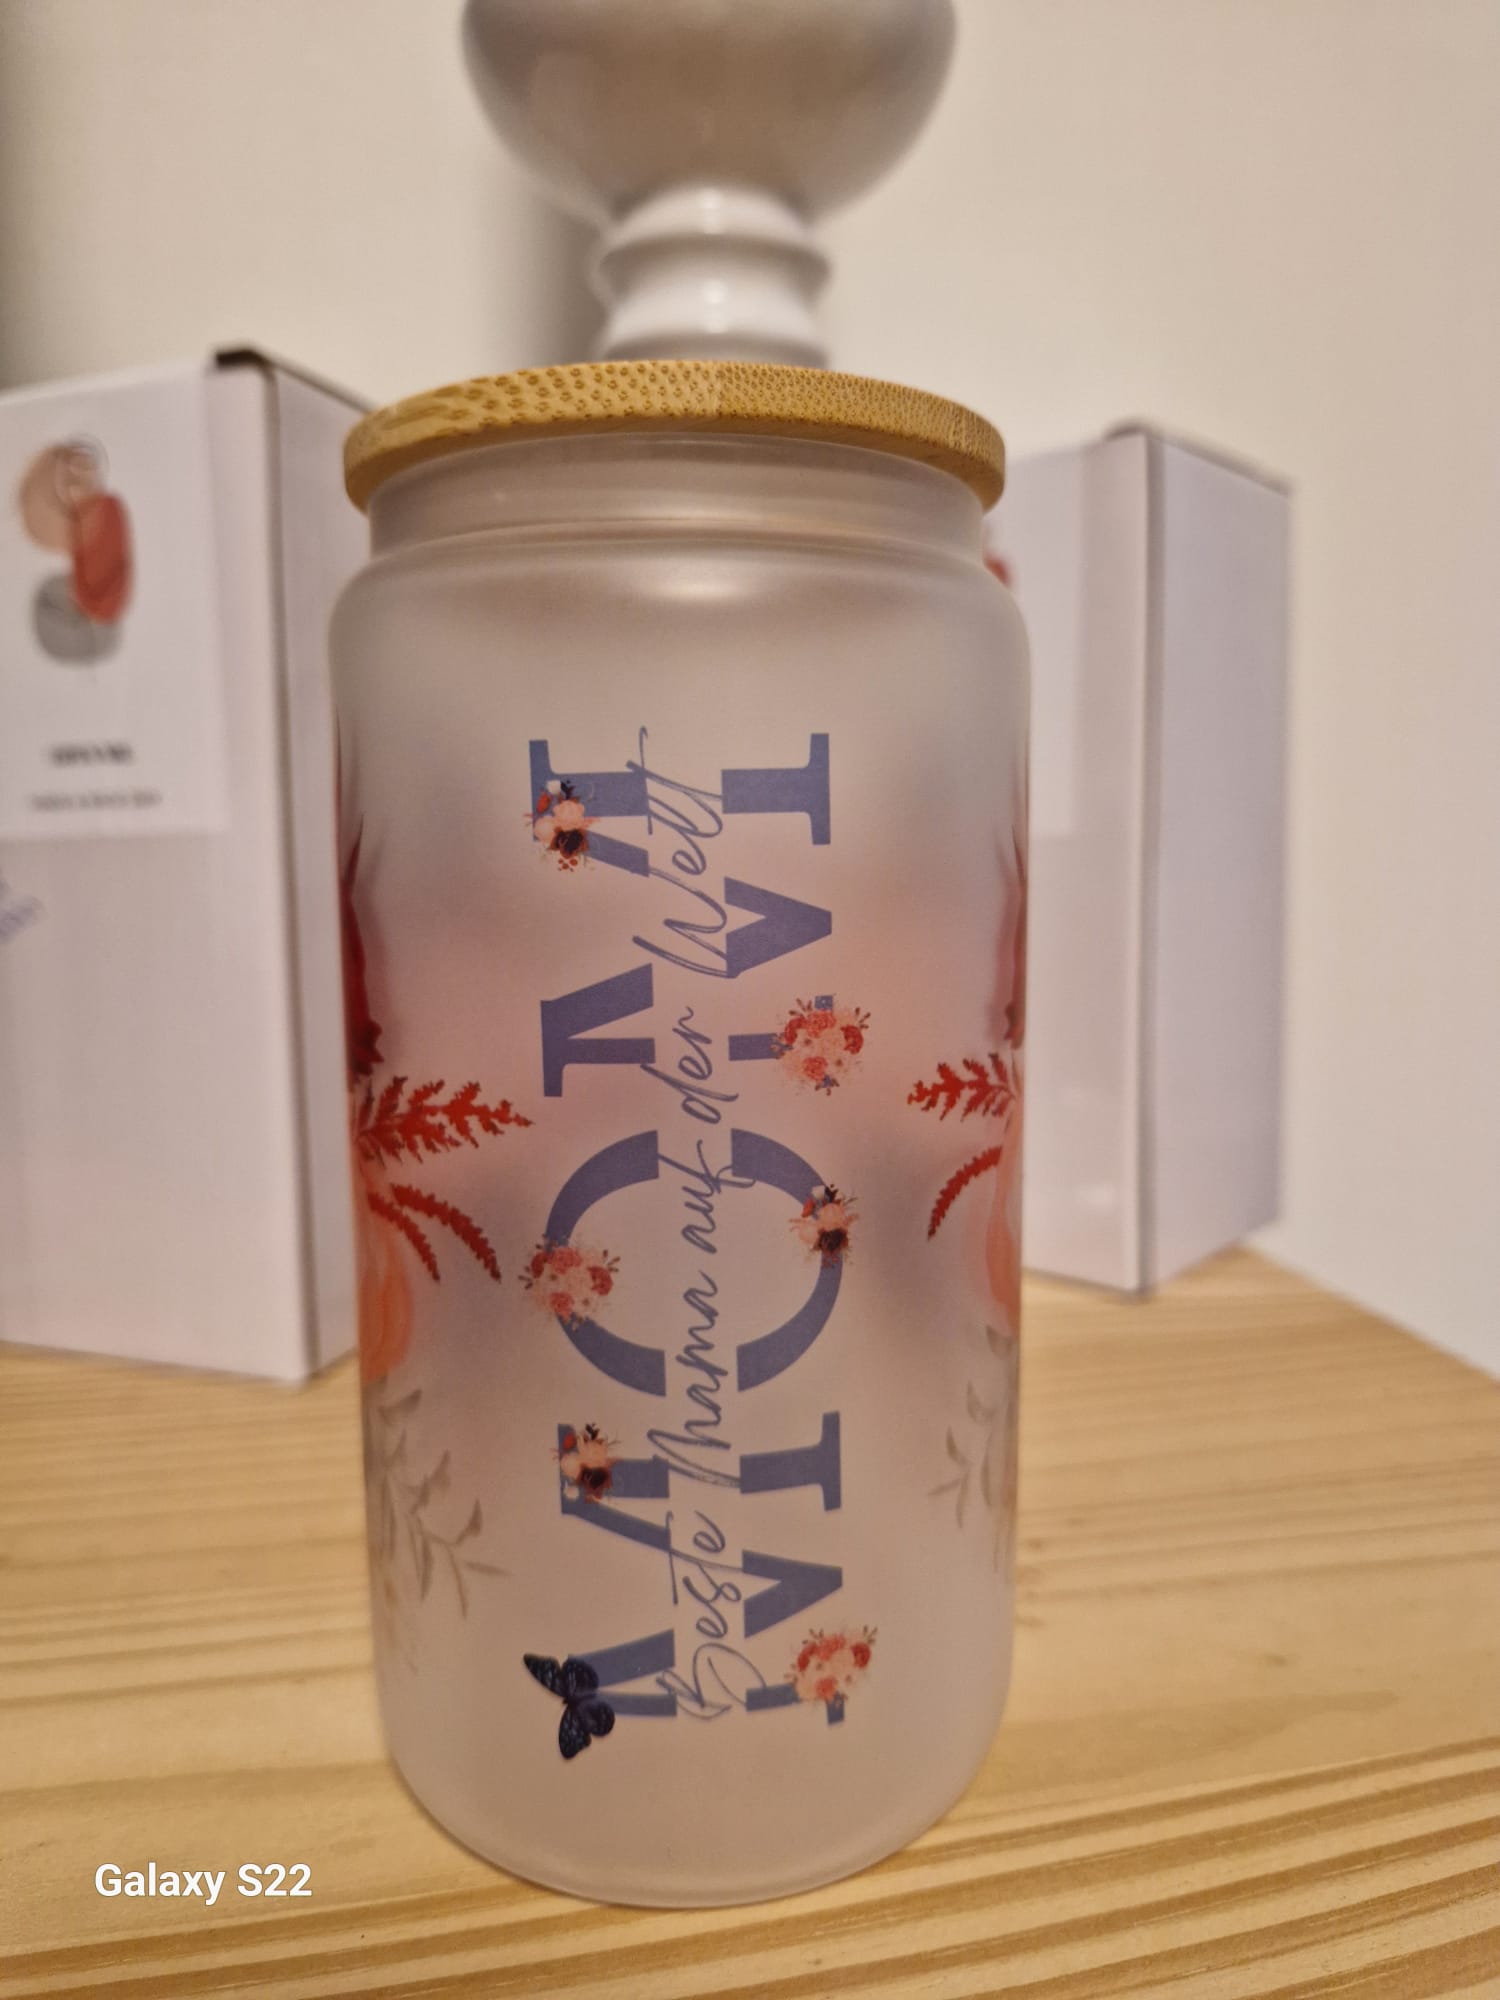 MOM
Beste Mama auf der Welt
Galaxy S22